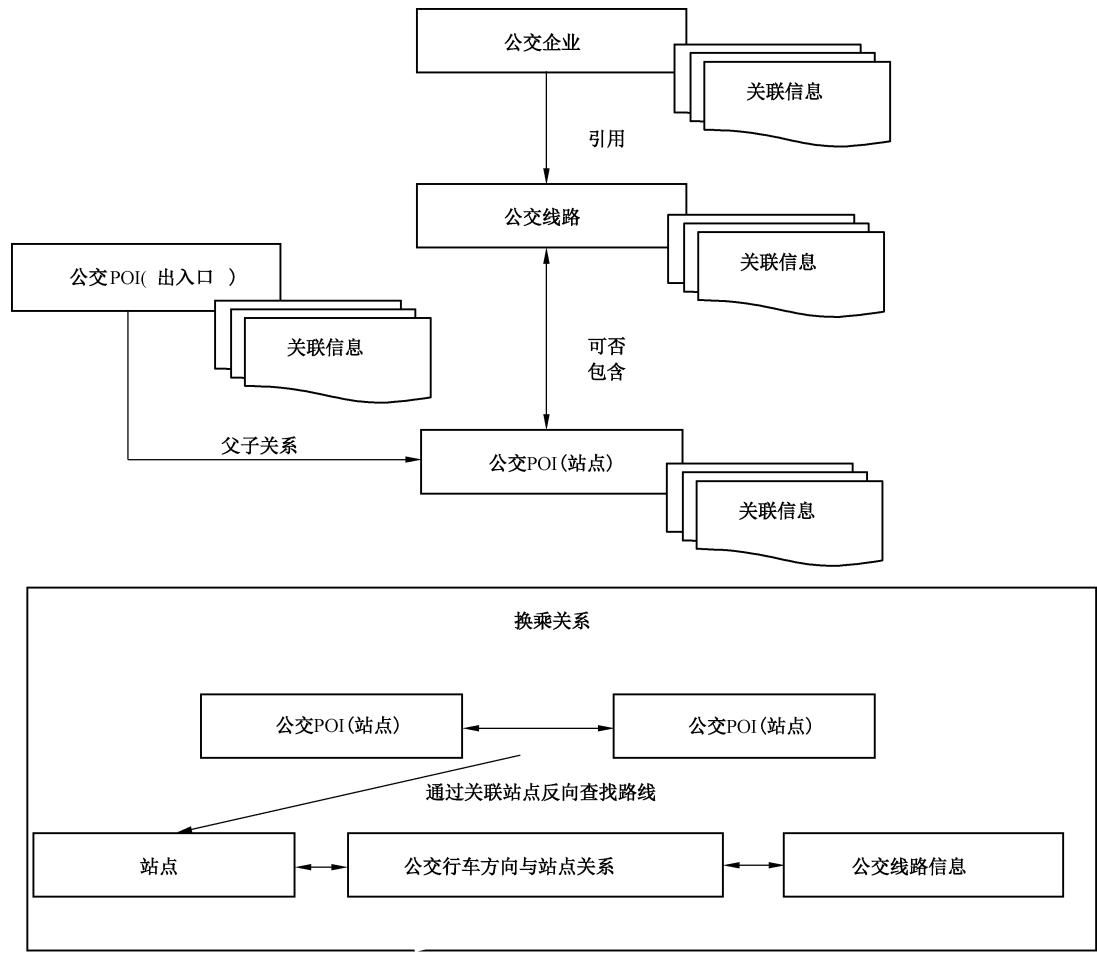 公交企业
关联信息
引用
公交线路
关联信息
公交POI( 出入口 )
关联信息
可否
包含
父子关系
公交POI(站点)
关联信息
换乘关系
公交POI(站点)
公交POI(站点)
通过关联站点反向查找路线
站点
公交行车方向与站点关系
公交线路信息